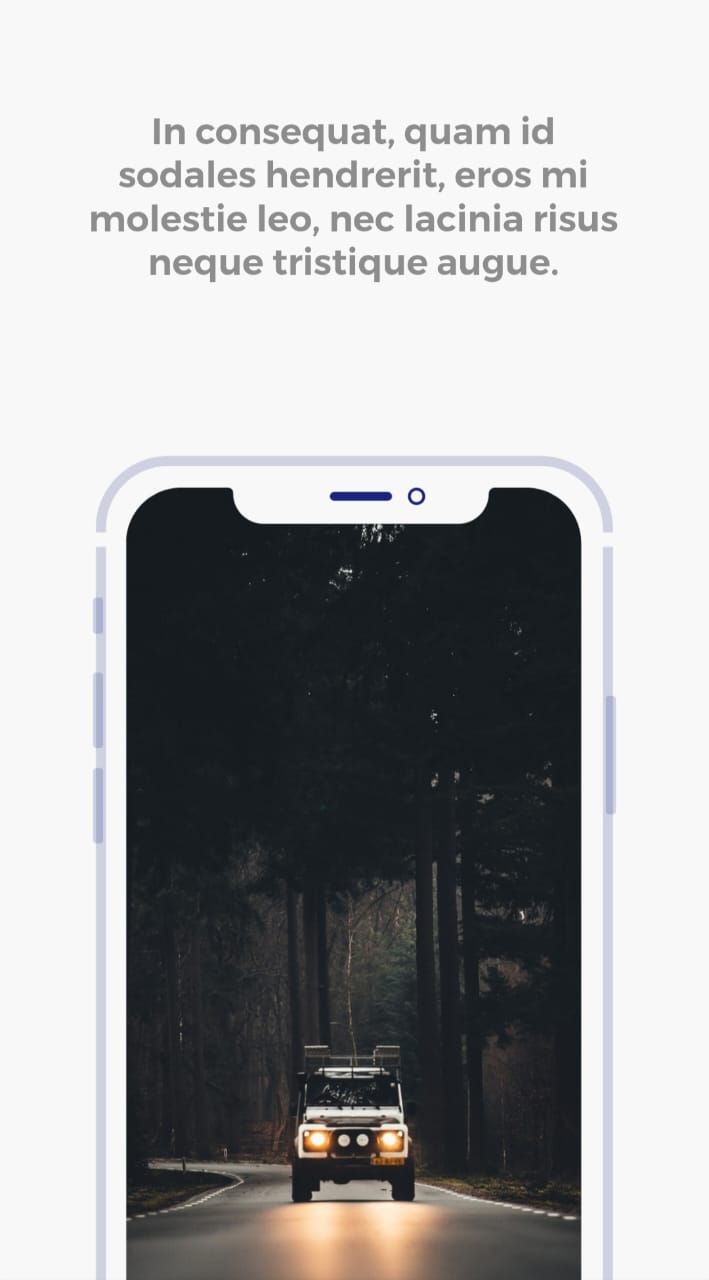 In consequat, quam id
sodales hendrerit, eros mi
molestie leo, nec lacinia risus
neque tristique augue.